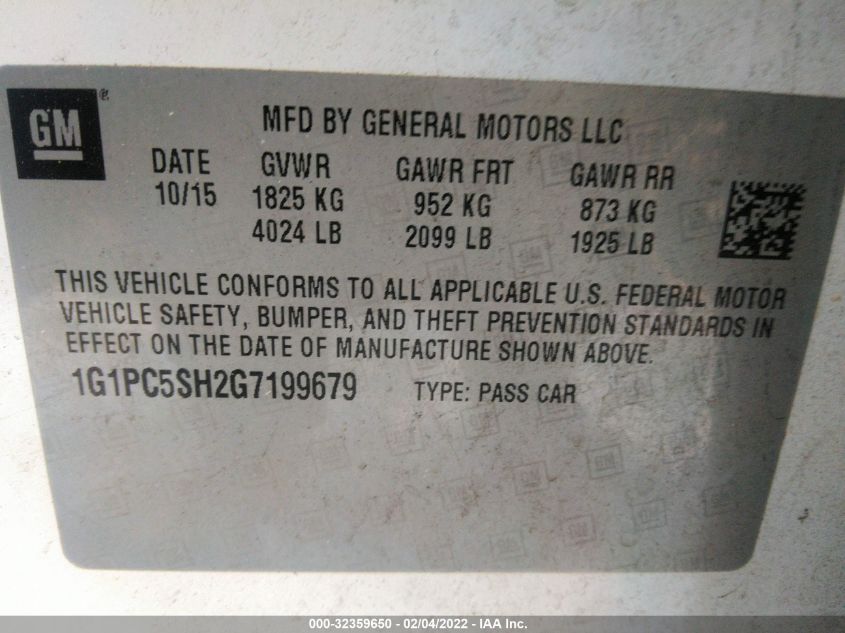 GM®
MFD BY GENERAL MOTORS LLC
DATE GVWR GAWR FRT GAWR RR
10/15 1825 KG 952 KG 873 KG
4024 LB 2099 LB 1925 LB
THIS VEHICLE CONFORMS TO ALL APPLICABLE U.S. FEDERAL MOTOR
VEHICLE SAFETY, BUMPER, AND THEFT PREVENTION STANDARDS IN
EFFECT ON THE DATE OF MANUFACTURE SHOWN ABOVE.
1G1PC5SH2G7199679 TYPE: PASS CAR
000-32359650 - 02/04/2022 - IAA Inc.